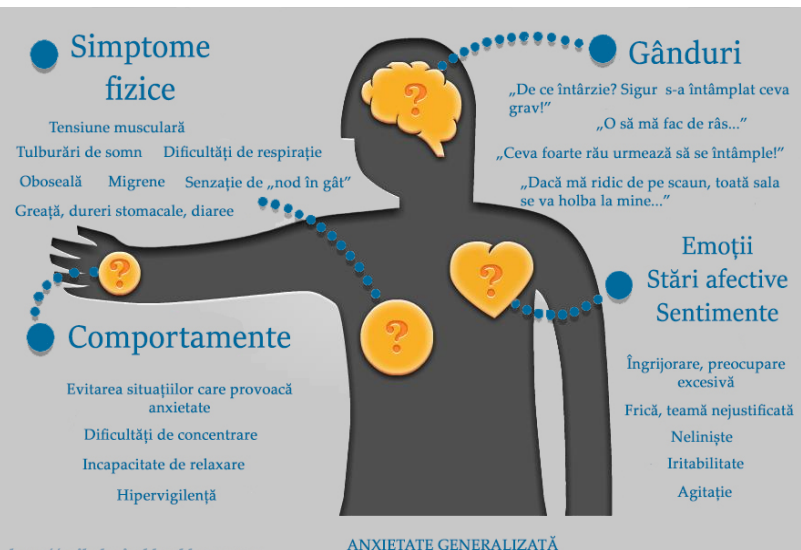 Simptome
fizice
Tensiune musculară
Tulburări de somn Dificultăți de respirație
Oboseală Migrene Senzație de „nod în gât”
Greață, dureri stomacale, diaree
Gânduri
„De ce întârzie? Sigur s-a întâmplat ceva
grav!”
„O să mă fac de râs...”
„Ceva foarte rău urmează să se întâmple!”
„Dacă mă ridic de pe scaun, toată sala
se va holba la mine...”
Emoții
Stări afective
Sentimente
Îngrijorare, preocupare
excesivă
Frică, teamă nejustificată
Neliniște
Iritabilitate
Agitație
Comportamente
Evitarea situațiilor care provoacă
anxietate
Dificultăți de concentrare
Incapacitate de relaxare
Hipervigilență
ANXIETATE GENERALIZATĂ
?
?
?
?